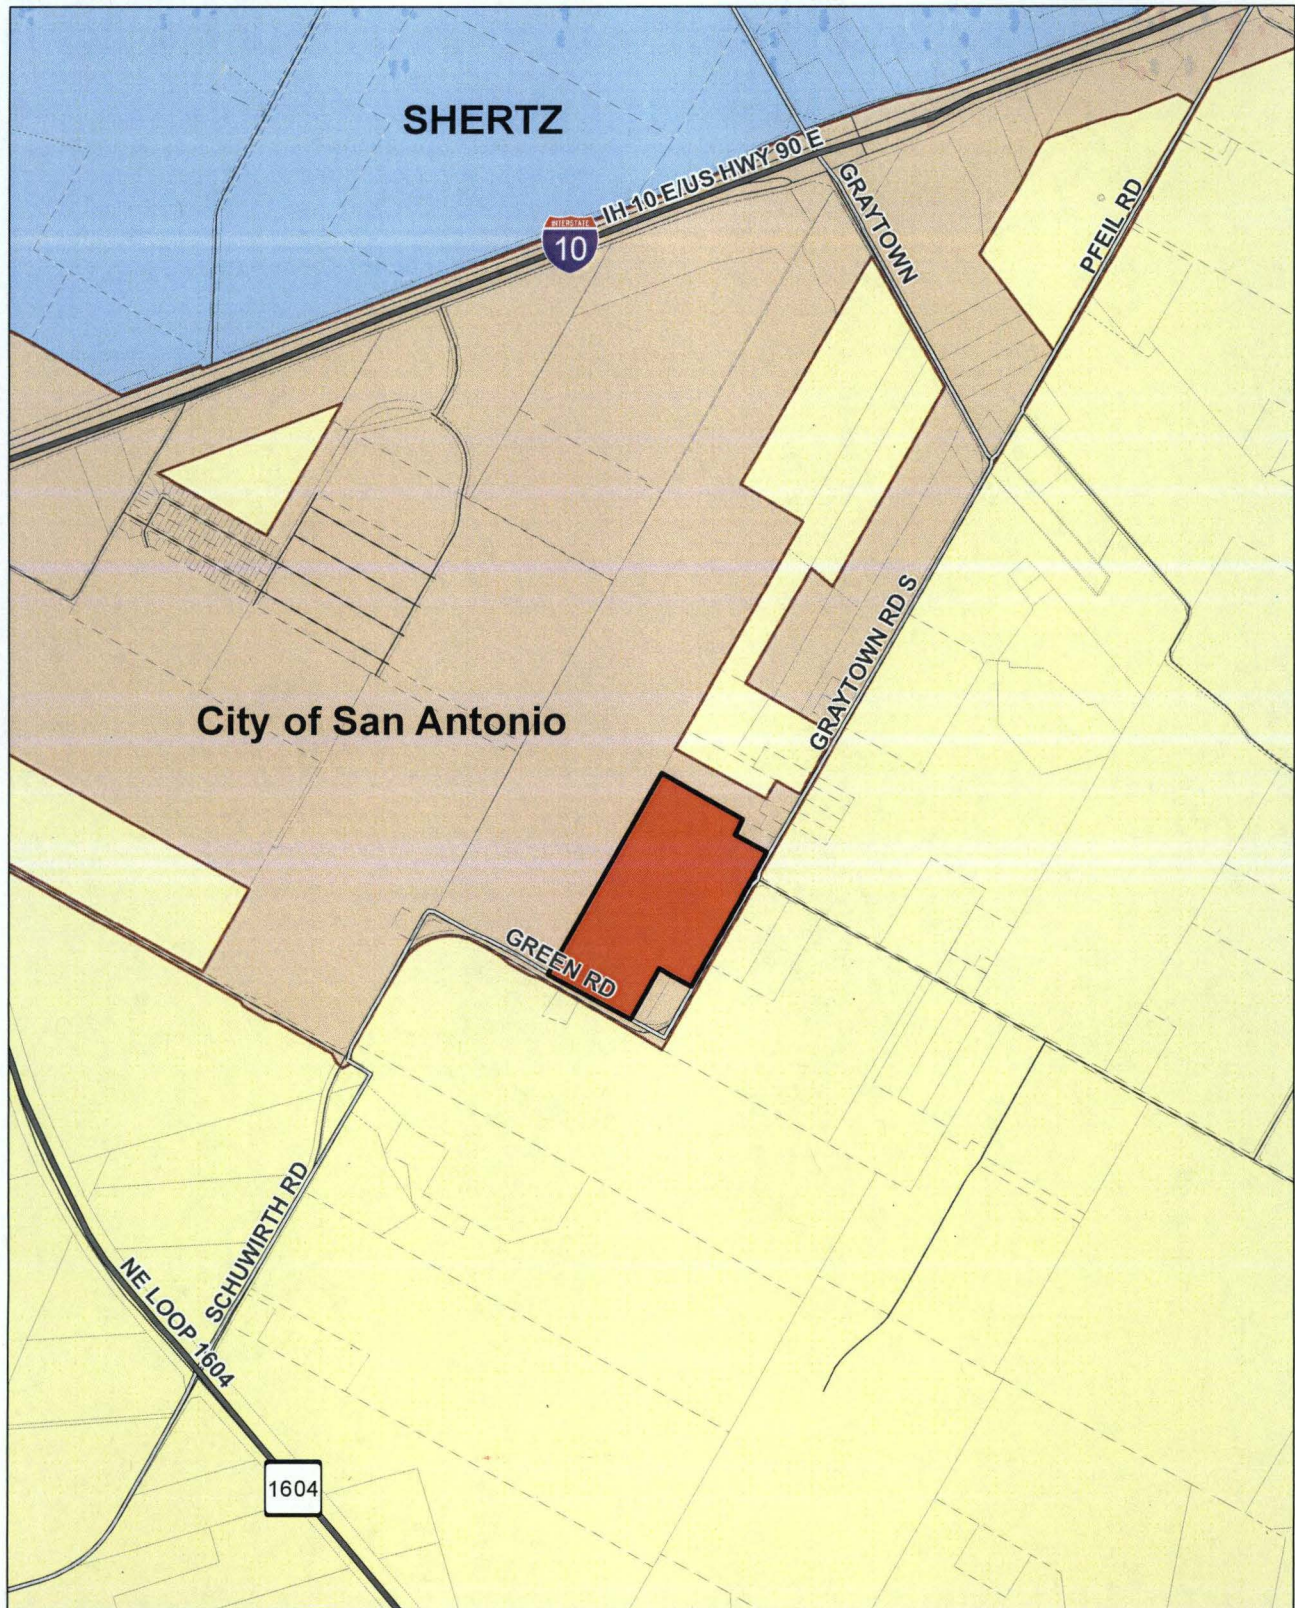 SHERTZ
IH 10 E/US HWY 90 E
INTERSTATE
10
GRAYTOWN
PFEIL RD
GRAYTOWN RD S
City of San Antonio
GREEN RD
SCHUWIRTH RD
NE LOOP 1604
1604